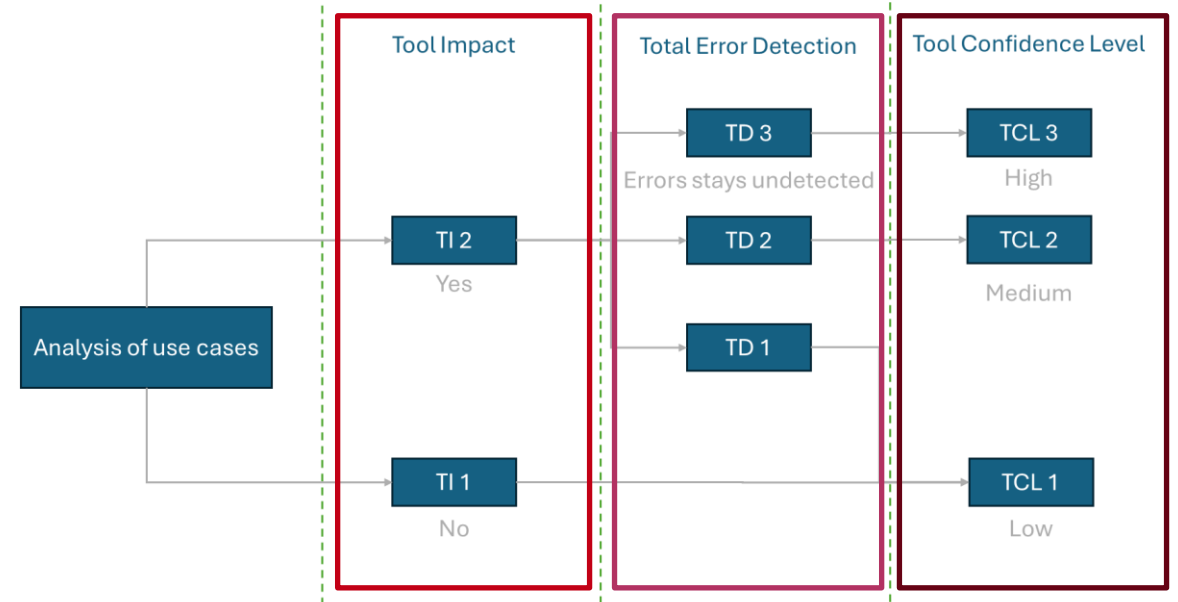 Tool Impact
Total Error Detection
Tool Confidence Level
TD 3
TCL 3
Errors stays undetected
High
TI 2
TD 2
TCL 2
Yes
Medium
Analysis of use cases
TD 1
TI 1
TCL 1
No
Low